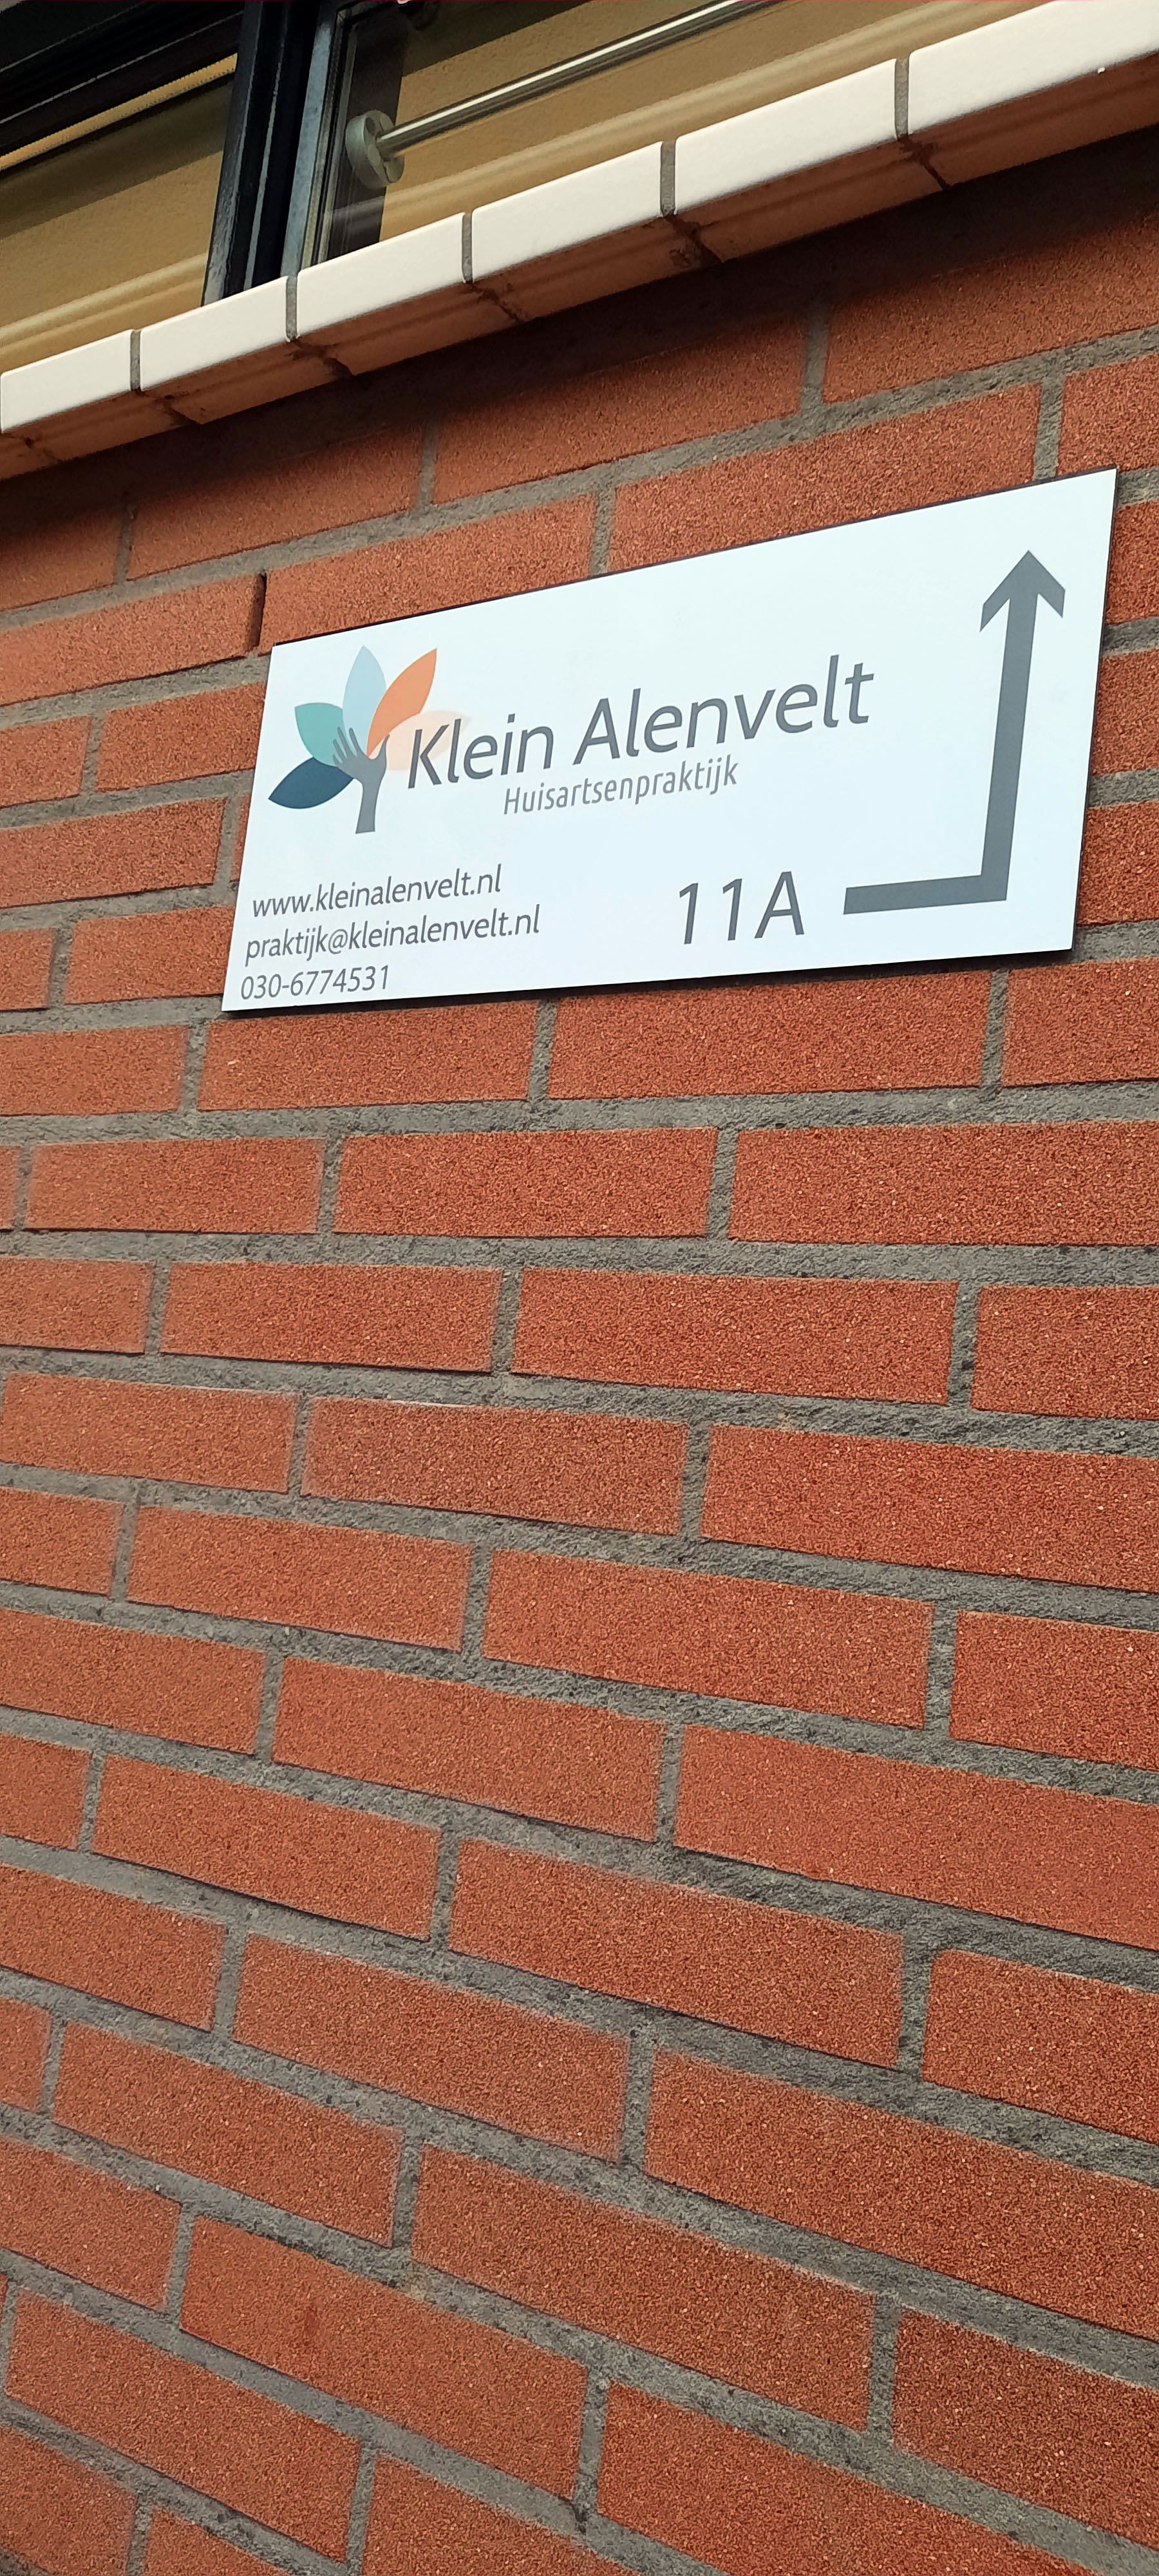 Klein Alenvelt
Huisartsenpraktijk
www.kleinalenvelt.nl
praktijk@kleinalenvelt.nl
030-6774531
11A